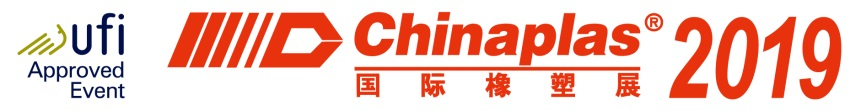 ufi
Approved
Event
Chinaplas® 2019
国际橡塑展